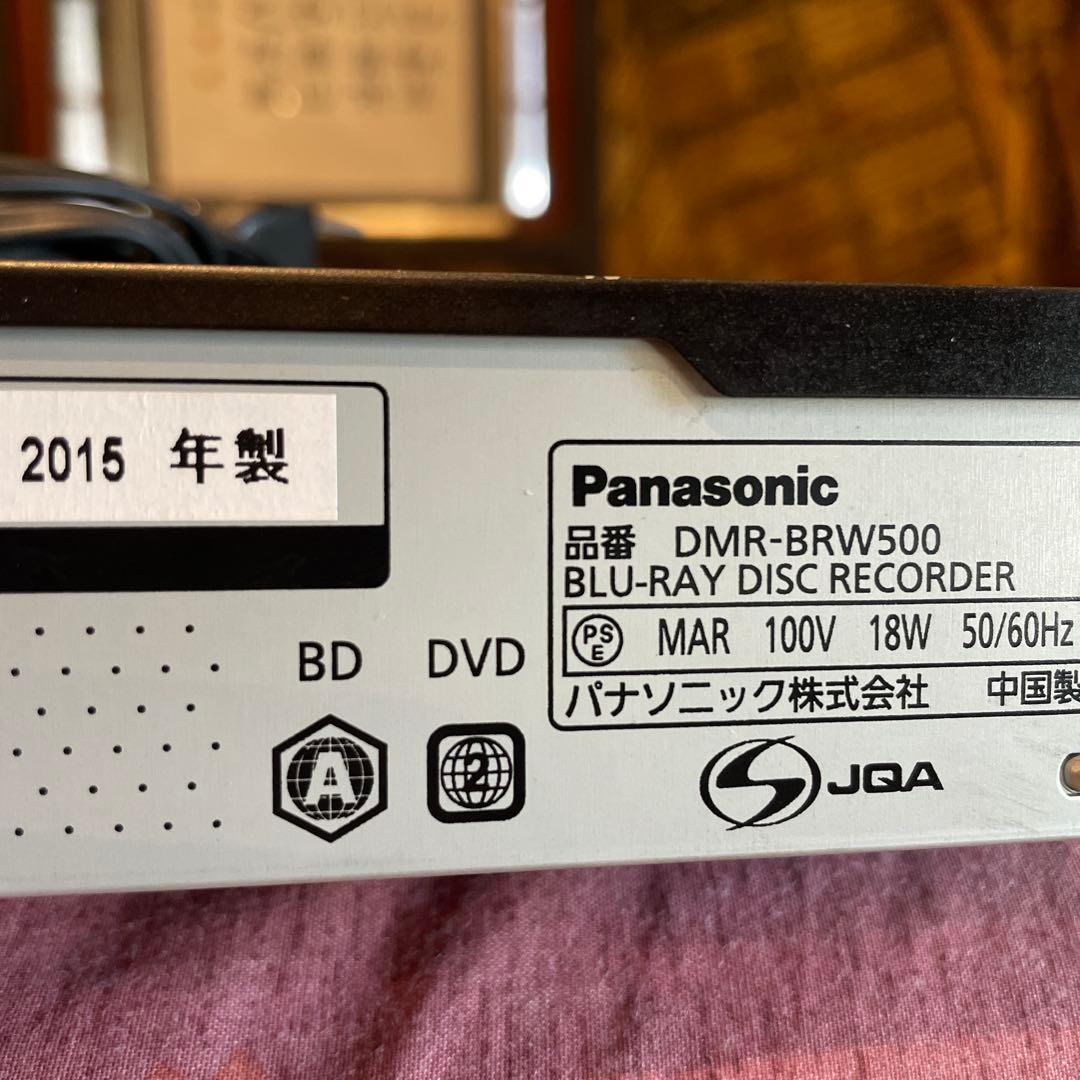 2015 年製
BD DVD
A 2
Panasonic
品番 DMR-BRW500
BLU-RAY DISC RECORDER
PSE MAR 100V 18W 50/60Hz
パナソニック株式会社 中国製
JQA